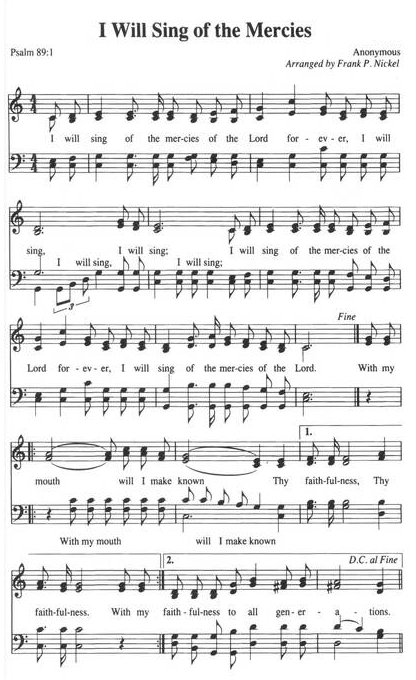 I Will Sing of the Mercies
Psalm 89:1
Anonymous
Arranged by Frank P. Nickel
I will sing of the mer-cies of the Lord for - ev - er, I will
sing, I will sing; I will sing of the mer-cies of the
I will sing, I will sing;
3
Fine
Lord for - ev - er, I will sing of the mer-cies of the Lord. With my
1.
mouth will I make known Thy faith-ful-ness, Thy
With my mouth will I make known
2.
D.C. al Fine
faith-ful-ness. With my faith-ful-ness to all gen - er - a - tions.